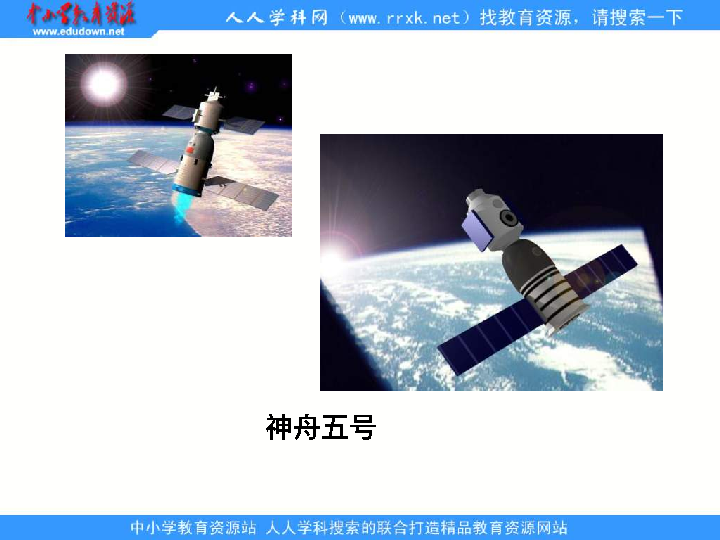 中小学教育资源
www.edudown.net
人人学科网（www.rrxk.net）找教育资源，请搜索一下
神舟五号
中小学教育资源站 人人学科搜索的联合打造精品教育资源网站